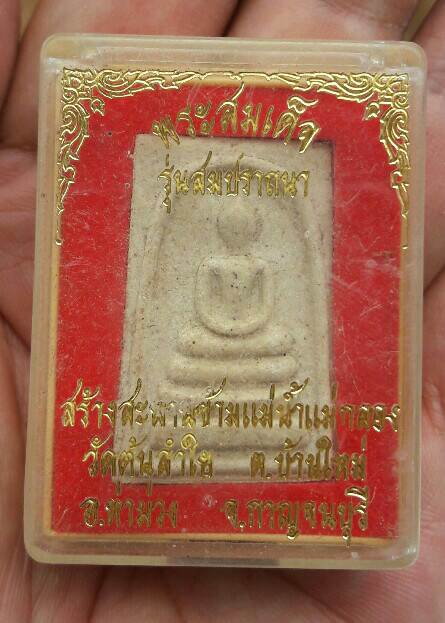 พระสมเด็จ
รุ่นสมปราถนา
สร้างสะพานข้ามแม่น้ำแม่กลอง
วัดต้นลำใย ต.บ้านใหม่
อ.ท่าม่วง จ.กาญจนบุรี